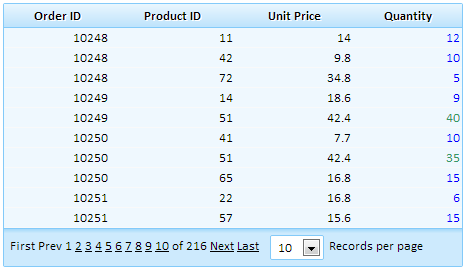 Order ID Product ID Unit Price Quantity
10248 11 14 12
10248 42 9.8 10
10248 72 34.8 5
10249 14 18.6 9
10249 51 42.4 40
10250 41 7.7 10
10250 51 42.4 35
10250 65 16.8 15
10251 22 16.8 6
10251 57 15.6 15
First Prev 1 2 3 4 5 6 7 8 9 10 of 216 Next Last 10 Records per page